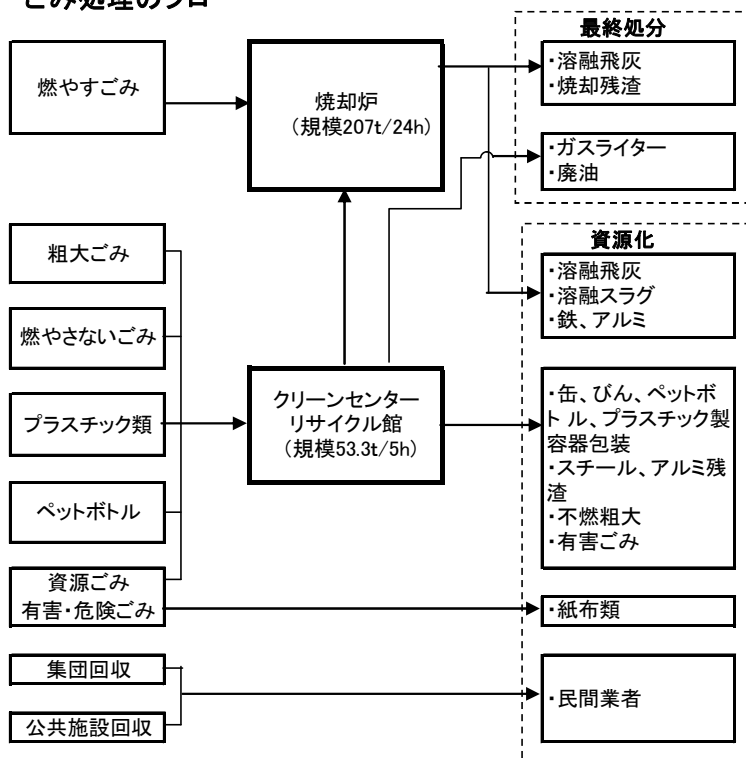 ごみ処理のフロー
最終処分
燃やすごみ
焼却炉
（規模207t/24h）
・溶融飛灰
・焼却残渣
・ガスライター
・廃油
資源化
粗大ごみ
・溶融飛灰
・溶融スラグ
・鉄、アルミ
燃やさないごみ
プラスチック類
クリーンセンター
リサイクル館
（規模53.3t/5h）
・缶、びん、ペットボ
トル、プラスチック製
容器包装
・スチール、アルミ残
渣
・不燃粗大
・有害ごみ
ペットボトル
資源ごみ
有害・危険ごみ
・紙布類
集団回収
公共施設回収
・民間業者